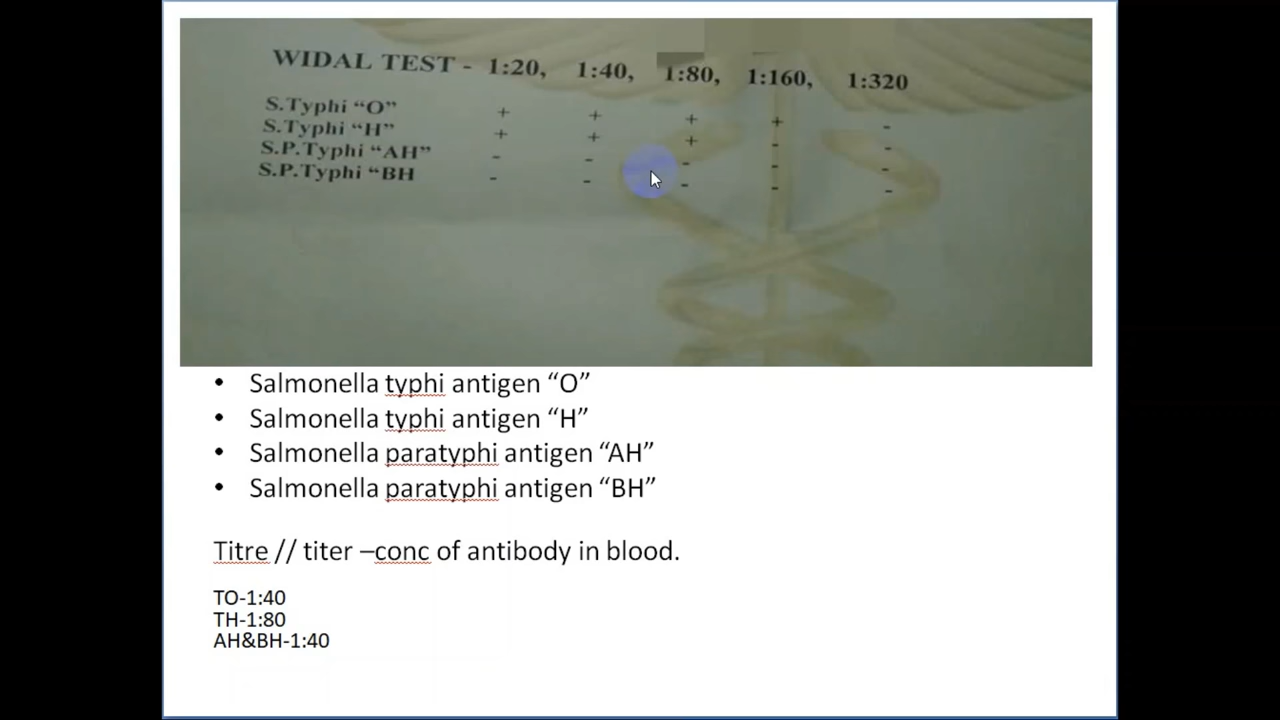 WIDAL TEST - 1:20, 1:40, 1:80, 1:160, 1:320
S.Typhi “O” + + + + -
S.Typhi “H” + + + - -
S.P.Typhi “AH” - - - - -
S.P.Typhi “BH - - - - -
• Salmonella typhi antigen “O”
• Salmonella typhi antigen “H”
• Salmonella paratyphi antigen “AH”
• Salmonella paratyphi antigen “BH”
Titre // titer –conc of antibody in blood.
TO-1:40
TH-1:80
AH&BH-1:40